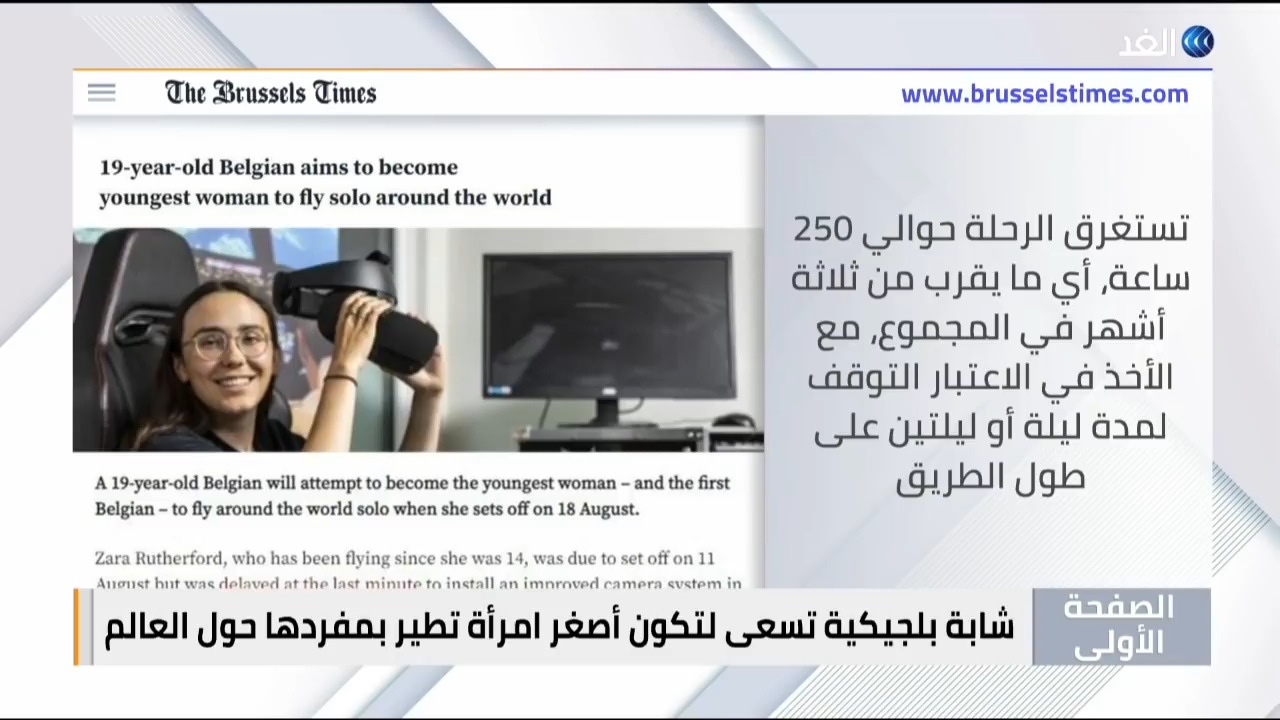 الغد
The Brussels Times
www.brusselstimes.com
19-year-old Belgian aims to become
youngest woman to fly solo around the world
A 19-year-old Belgian will attempt to become the youngest woman – and the first
Belgian – to fly around the world solo when she sets off on 18 August.
Zara Rutherford, who has been flying since she was 14, was due to set off on 11
August but was delayed at the last minute to install an improved camera system in
تستغرق الرحلة حوالي 250
ساعة, أي ما يقرب من ثلاثة
أشهر في المجموع, مع
الأخذ في الاعتبار التوقف
لمدة ليلة أو ليلتين على
طول الطريق
الصفحة
الأولى
شابة بلجيكية تسعى لتكون أصغر امرأة تطير بمفردها حول العالم